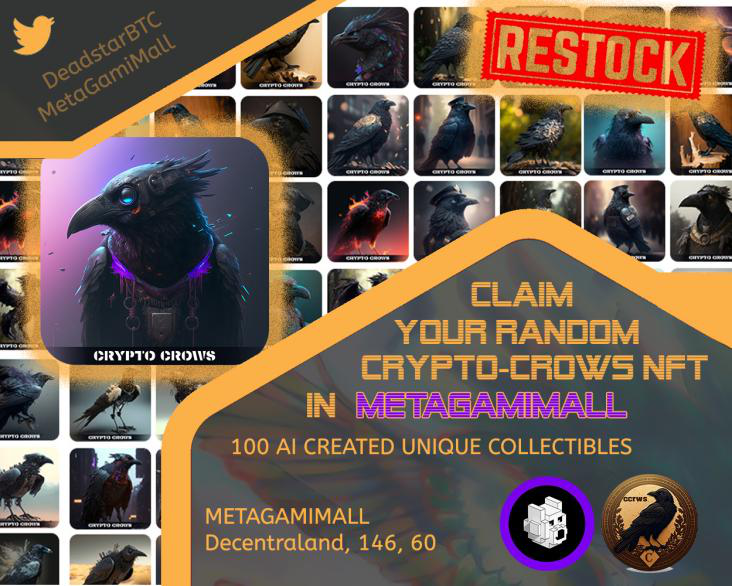 DeadstarBTC
MetaGamiMall
RESTOCK
CRYPTO CROWS
CLAIM
YOUR RANDOM
CRYPTO-CROWS NFT
IN METAGAMIMALL
100 AI CREATED UNIQUE COLLECTIBLES
METAGAMIMALL
Decentraland, 146, 60
ccrws
C